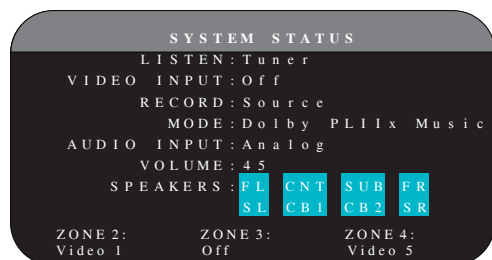 SYSTEM STATUS
LISTEN:Tuner
VIDEO INPUT:Off
RECORD:Source
MODE:Dolby PLIIx Music
AUDIO INPUT:Analog
VOLUME:45
SPEAKERS: FL CNT SUB FR
SL CB1 CB2 SR
ZONE 2: ZONE 3: ZONE 4:
Video 1 Off Video 5